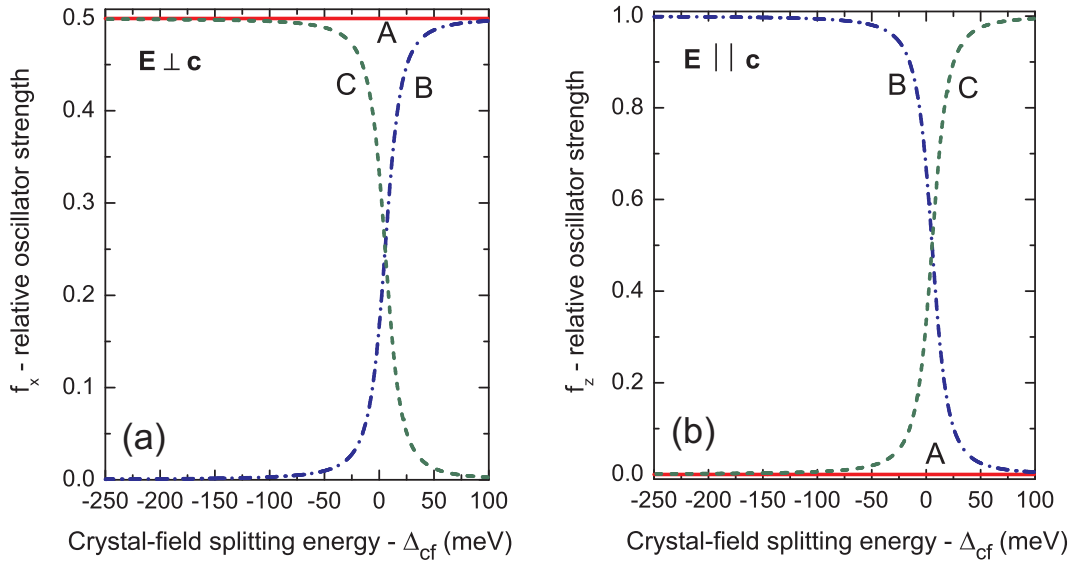 E ⊥ c
A
C
B
(a)
0.5
0.4
0.3
0.2
0.1
0.0
-250 -200 -150 -100 -50 0 50 100
f_x - relative oscillator strength
Crystal-field splitting energy - Δ_cf (meV)
E || c
B
C
A
(b)
1.0
0.8
0.6
0.4
0.2
0.0
-250 -200 -150 -100 -50 0 50 100
f_z - relative oscillator strength
Crystal-field splitting energy - Δ_cf (meV)